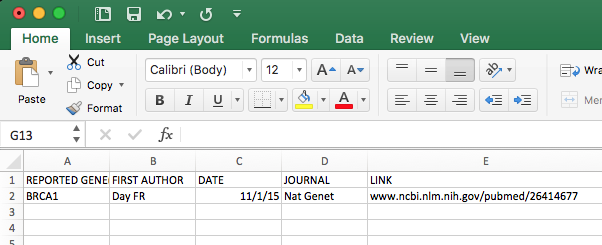 Home Insert Page Layout Formulas Data Review View
Paste Cut Calibri (Body) 12 A A
Copy B I U A
Format
G13 fx
A B C D E
1 REPORTED GENE FIRST AUTHOR DATE JOURNAL LINK
2 BRCA1 Day FR 11/1/15 Nat Genet www.ncbi.nlm.nih.gov/pubmed/26414677
3
4
5